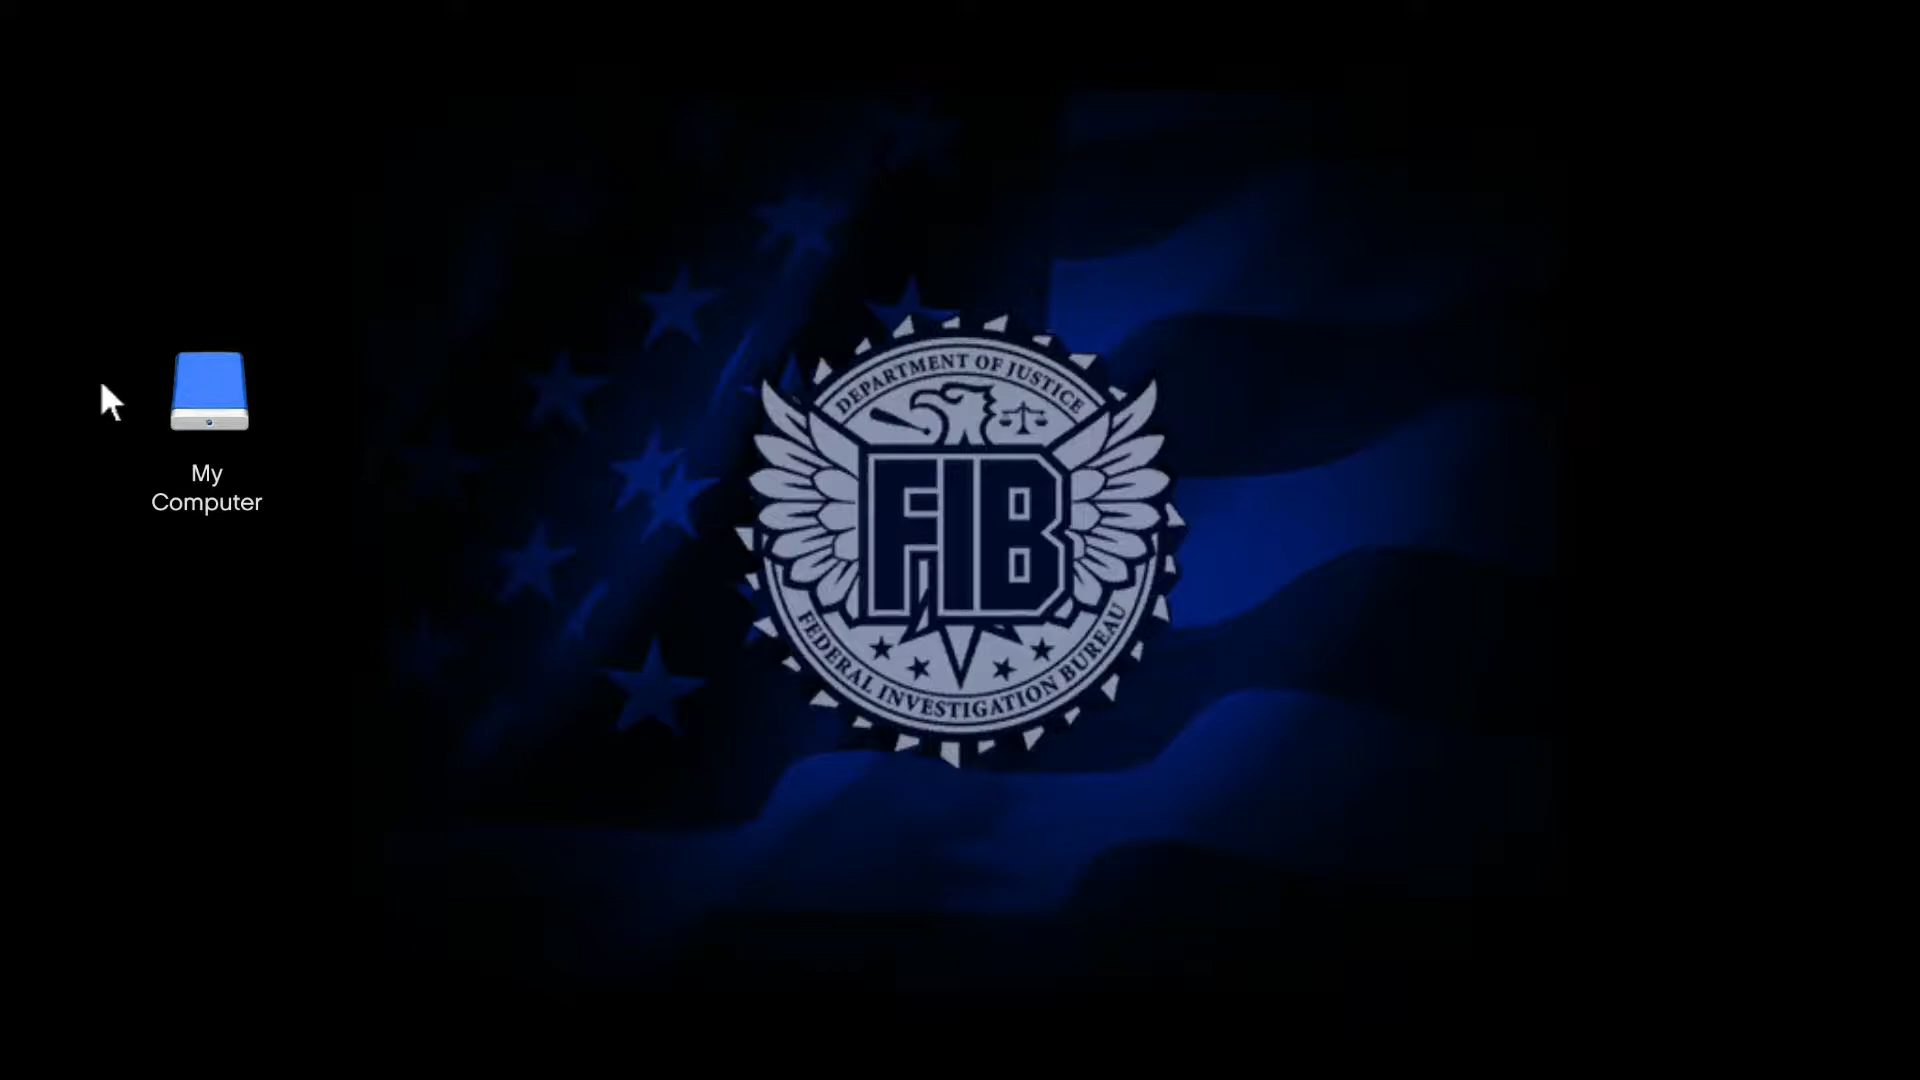 My
Computer
DEPARTMENT OF JUSTICE
FIB
FEDERAL INVESTIGATION BUREAU